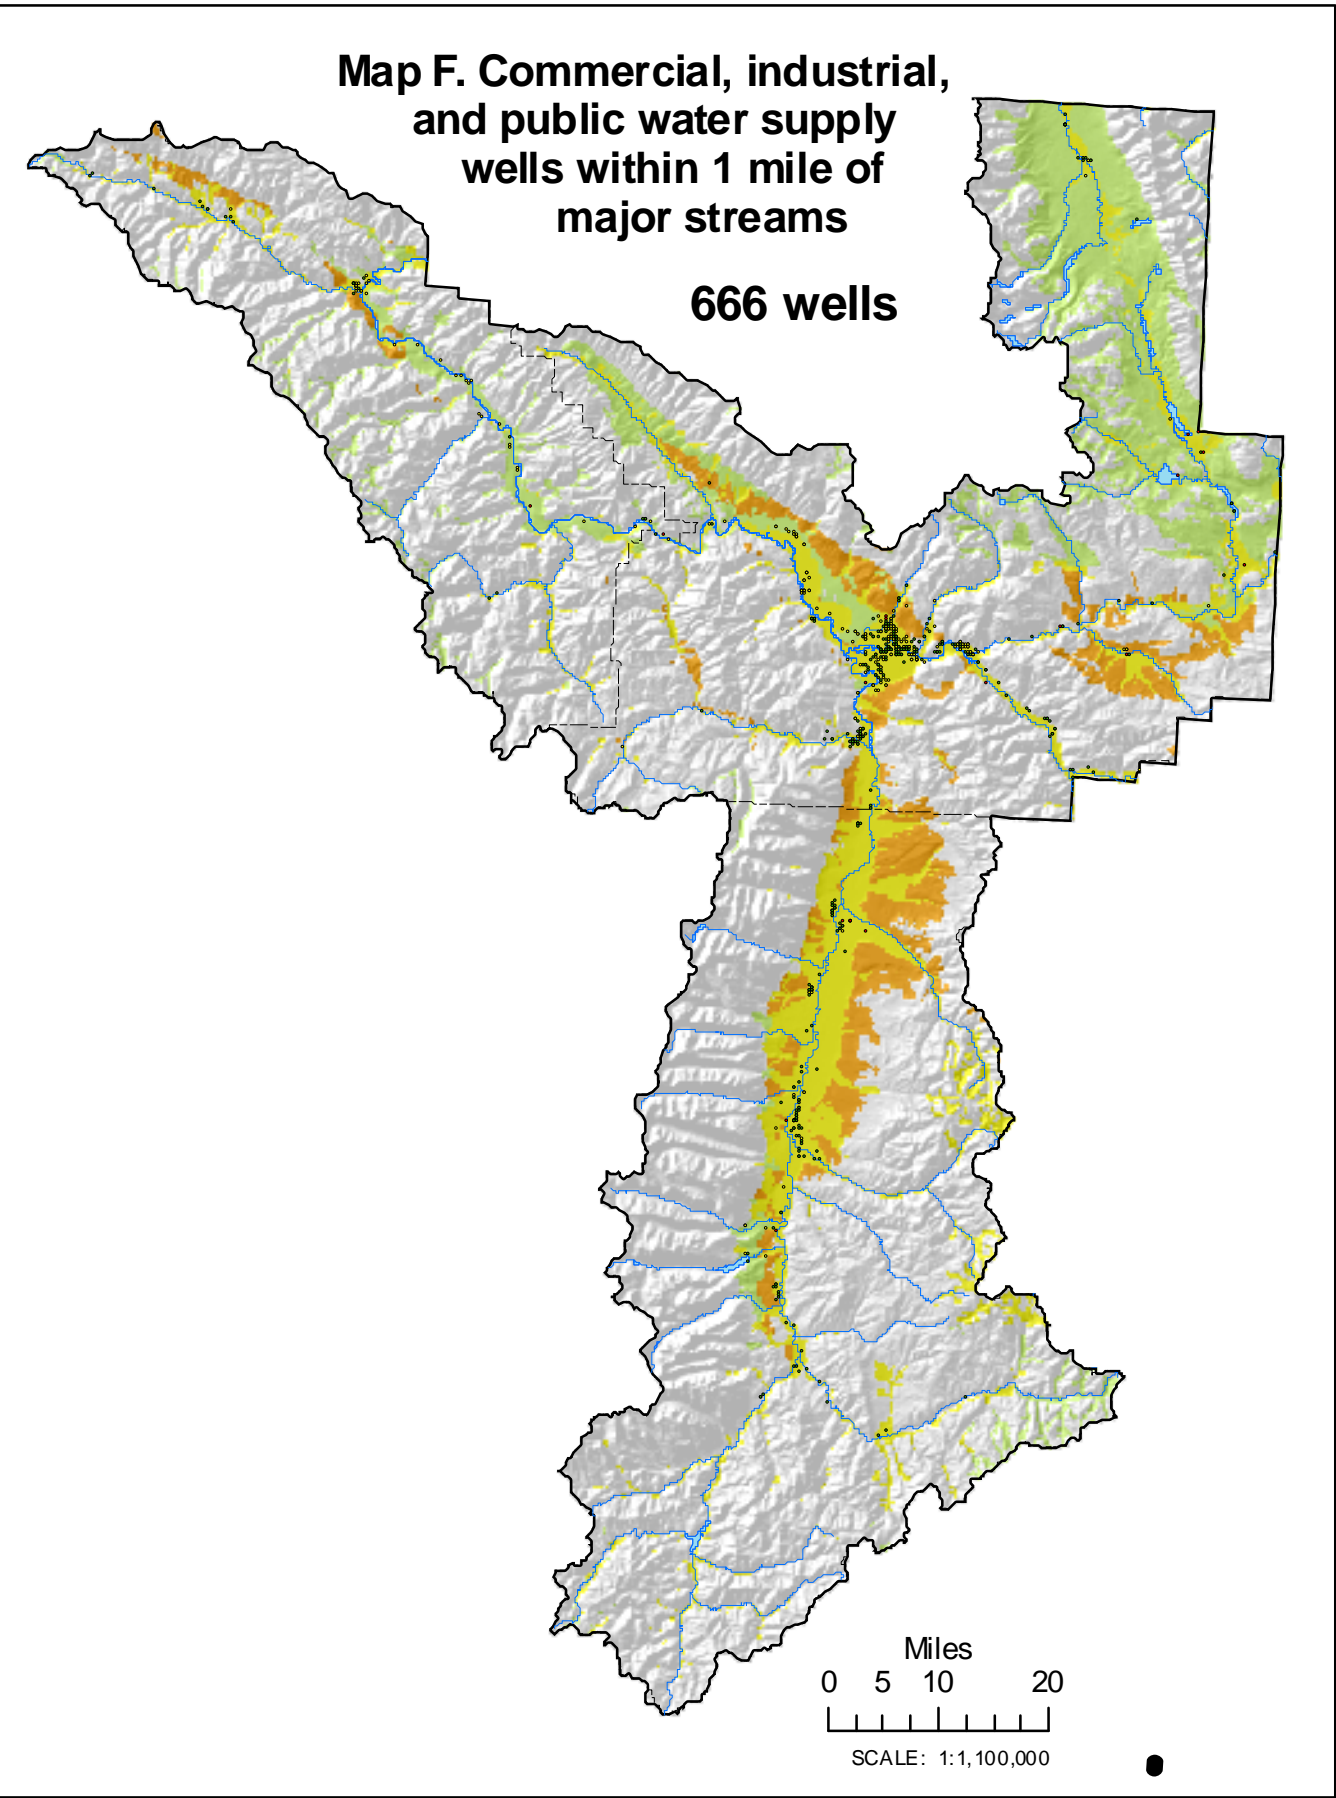 Map F. Commercial, industrial,
and public water supply
wells within 1 mile of
major streams
666 wells
Miles
0 5 10 20
SCALE: 1:1,100,000